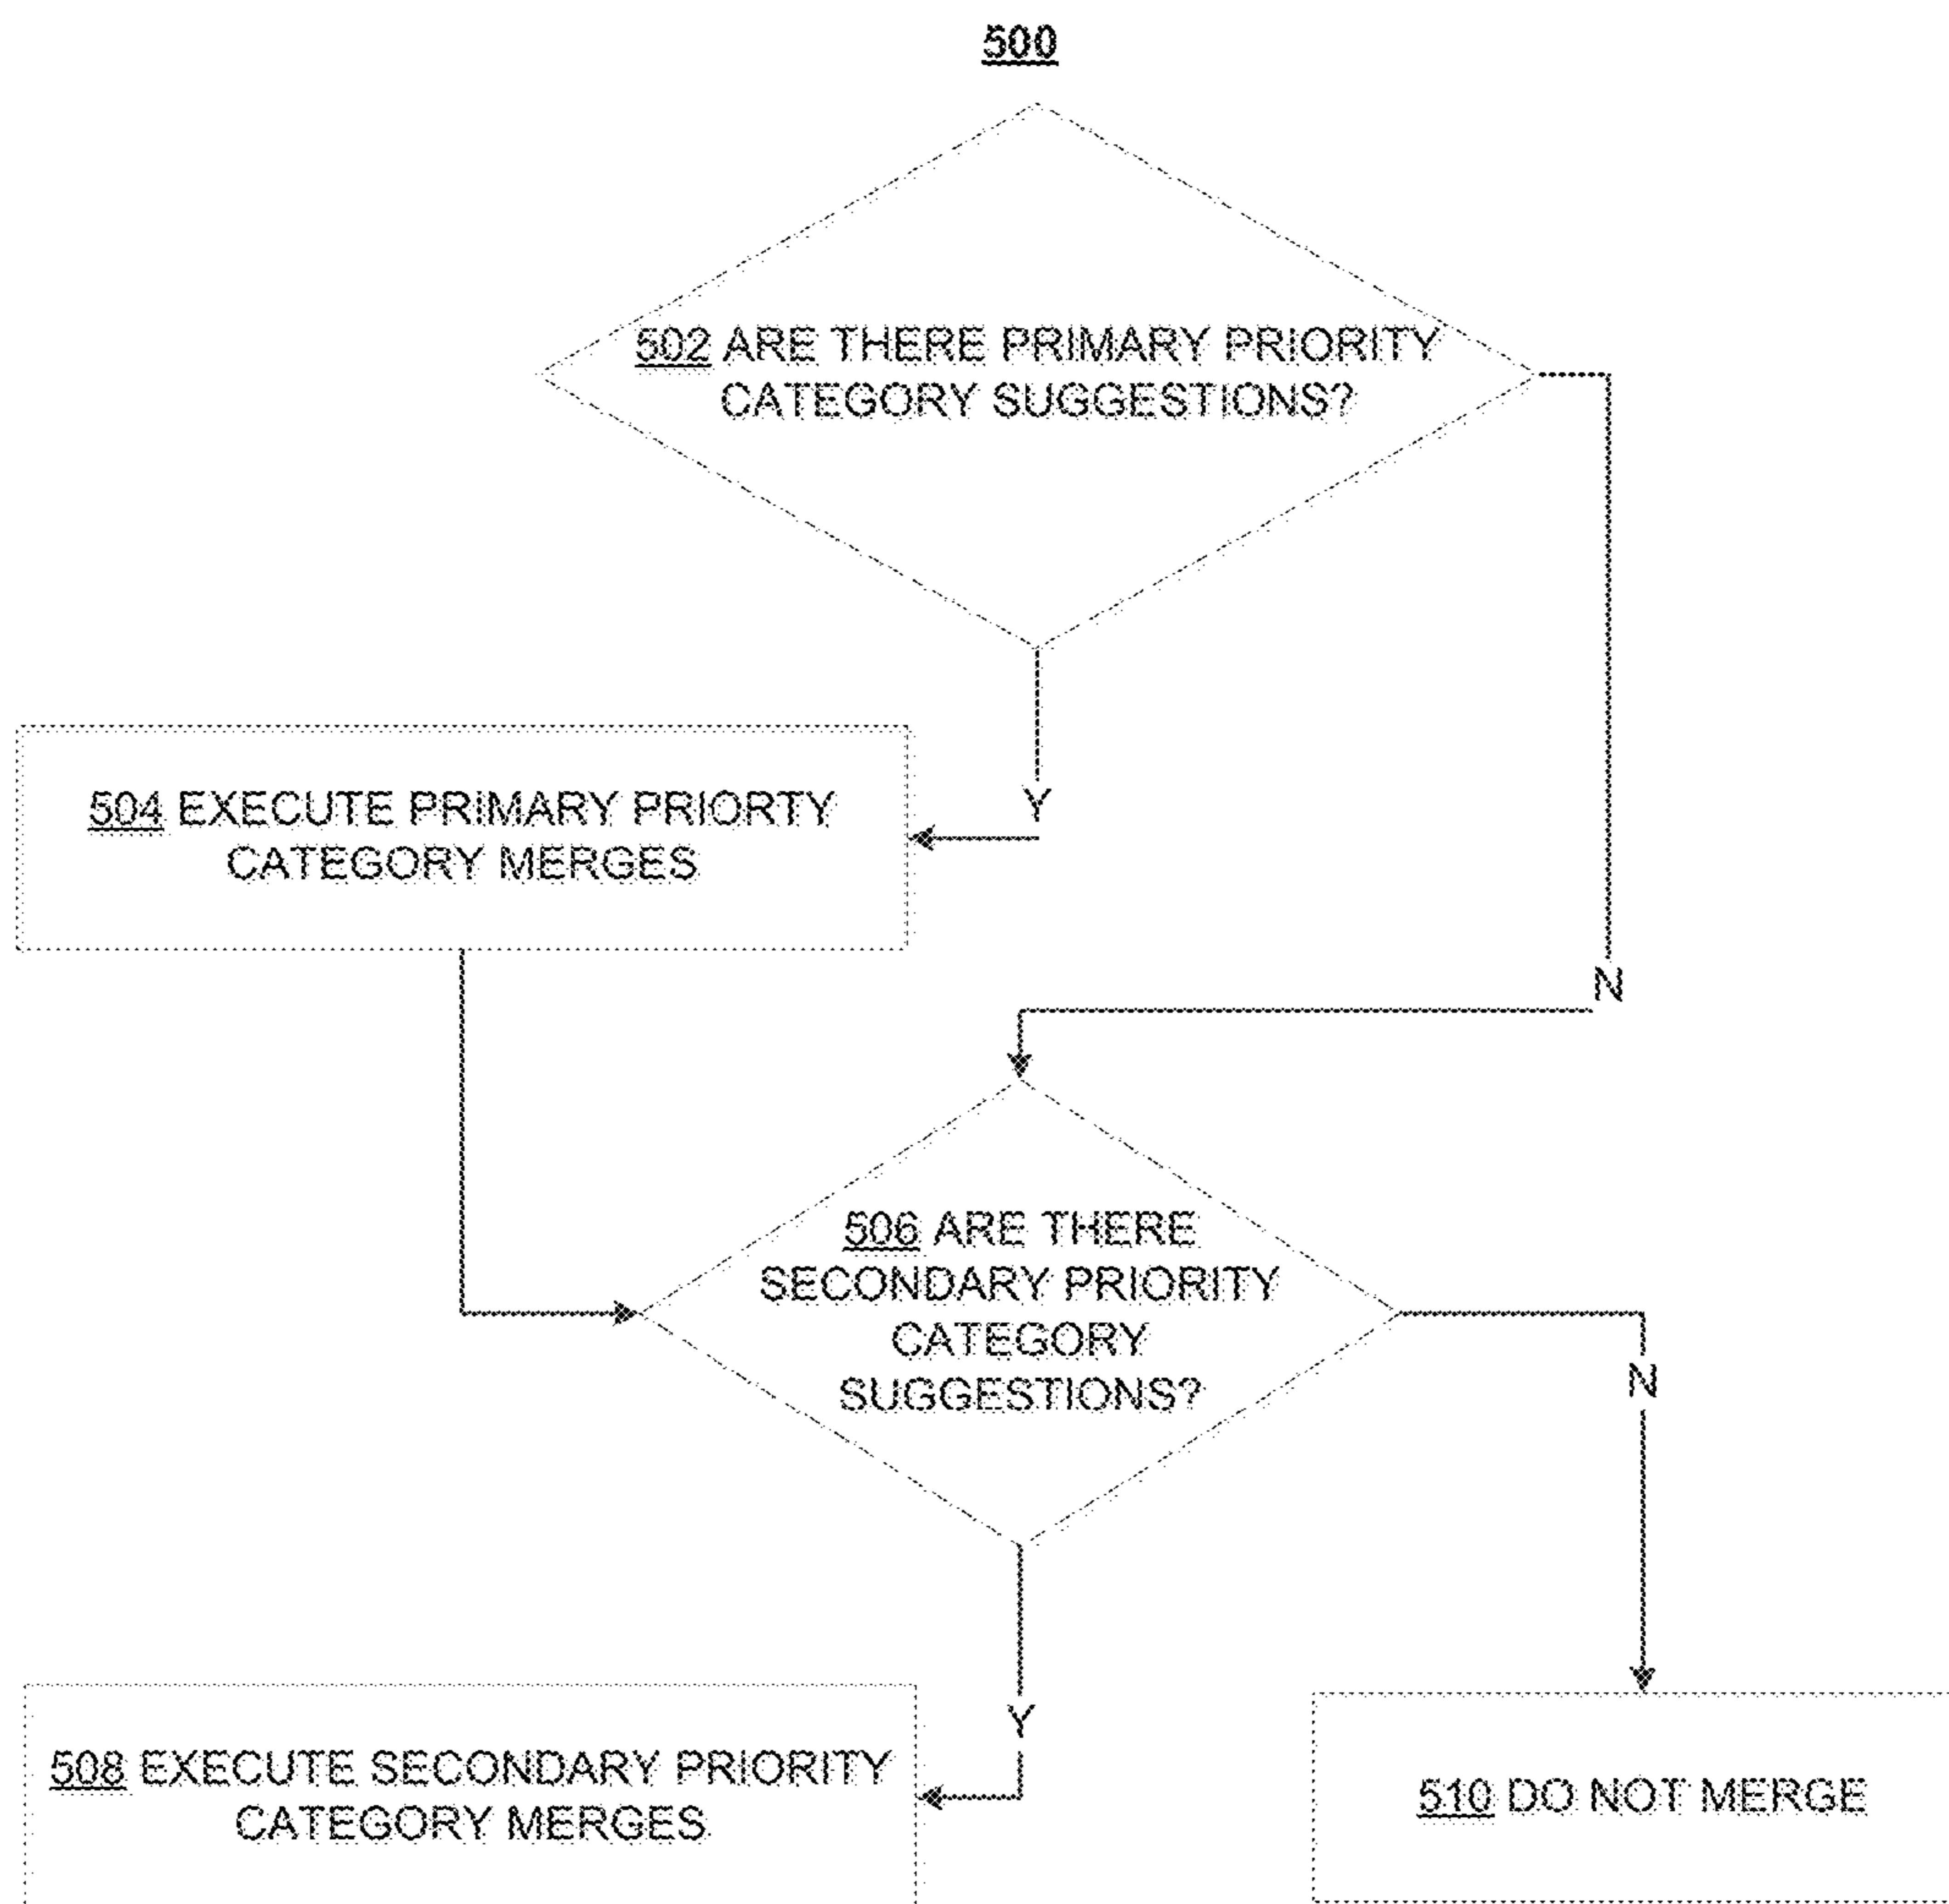 500
502 ARE THERE PRIMARY PRIORITY
CATEGORY SUGGESTIONS?
Y
504 EXECUTE PRIMARY PRIORTY
CATEGORY MERGES
N
506 ARE THERE
SECONDARY PRIORITY
CATEGORY
SUGGESTIONS?
N
Y
508 EXECUTE SECONDARY PRIORITY
CATEGORY MERGES
510 DO NOT MERGE